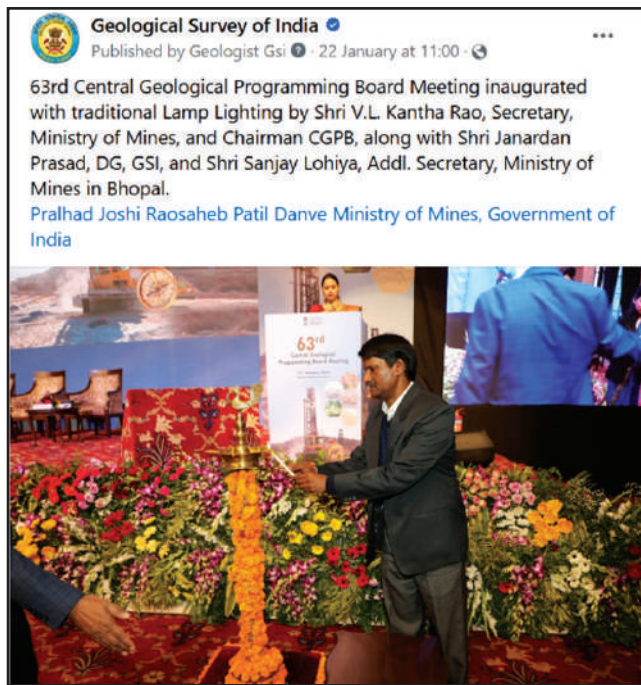 Geological Survey of India
Published by Geologist Gsi · 22 January at 11:00 ·
63rd Central Geological Programming Board Meeting inaugurated
with traditional Lamp Lighting by Shri V.L. Kantha Rao, Secretary,
Ministry of Mines, and Chairman CGPB, along with Shri Janardan
Prasad, DG, GSI, and Shri Sanjay Lohiya, Addl. Secretary, Ministry of
Mines in Bhopal.
Pralhad Joshi Raosaheb Patil Danve Ministry of Mines, Government of
India
63rd
Central Geological
Programming Board Meeting